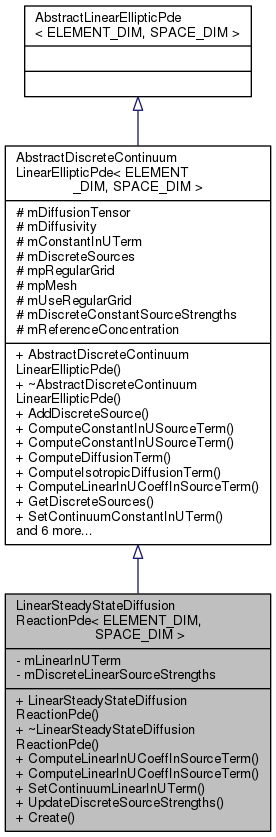 AbstractLinearEllipticPde
< ELEMENT_DIM, SPACE_DIM >
AbstractDiscreteContinuum
LinearEllipticPde< ELEMENT
_DIM, SPACE_DIM >
# mDiffusionTensor
# mDiffusivity
# mConstantInUTerm
# mDiscreteSources
# mpRegularGrid
# mpMesh
# mUseRegularGrid
# mDiscreteConstantSourceStrengths
# mReferenceConcentration
+ AbstractDiscreteContinuum
LinearEllipticPde()
+ ~AbstractDiscreteContinuum
LinearEllipticPde()
+ AddDiscreteSource()
+ ComputeConstantInUSourceTerm()
+ ComputeConstantInUSourceTerm()
+ ComputeDiffusionTerm()
+ ComputeIsotropicDiffusionTerm()
+ ComputeLinearInUCoeffInSourceTerm()
+ GetDiscreteSources()
+ SetContinuumConstantInUTerm()
and 6 more...
LinearSteadyStateDiffusion
ReactionPde< ELEMENT_DIM,
SPACE_DIM >
- mLinearInUTerm
- mDiscreteLinearSourceStrengths
+ LinearSteadyStateDiffusion
ReactionPde()
+ ~LinearSteadyStateDiffusion
ReactionPde()
+ ComputeLinearInUCoeffInSourceTerm()
+ ComputeLinearInUCoeffInSourceTerm()
+ SetContinuumLinearInUTerm()
+ UpdateDiscreteSourceStrengths()
+ Create()